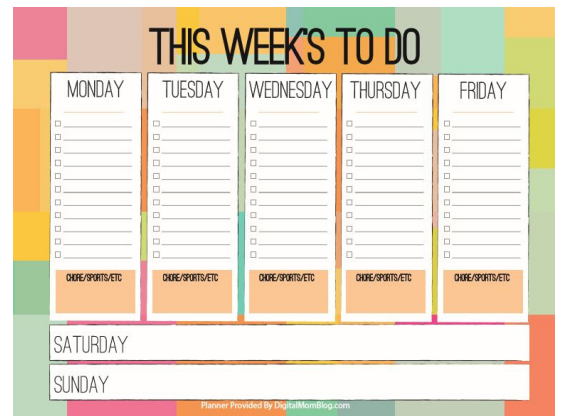 THIS WEEK'S TO DO
MONDAY TUESDAY WEDNESDAY THURSDAY FRIDAY
CHORE/SPORTS/ETC CHORE/SPORTS/ETC CHORE/SPORTS/ETC CHORE/SPORTS/ETC CHORE/SPORTS/ETC
SATURDAY
SUNDAY
Planner Provided By DigitalMomBlog.com